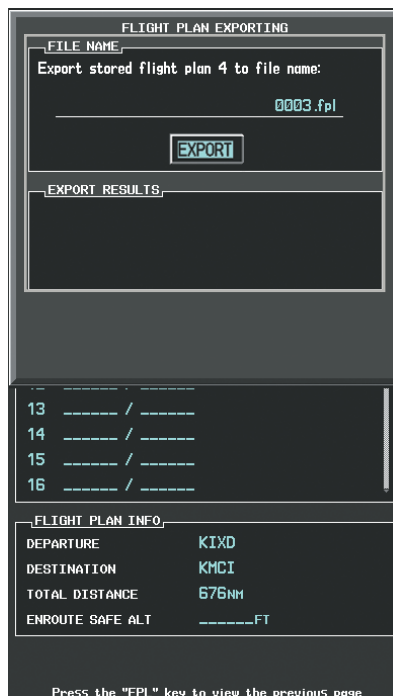 FLIGHT PLAN EXPORTING
FILE NAME
Export stored flight plan 4 to file name:
0003.fpl
EXPORT
EXPORT RESULTS
13 ______ / ______
14 ______ / ______
15 ______ / ______
16 ______ / ______
FLIGHT PLAN INFO
DEPARTURE KIXD
DESTINATION KMCI
TOTAL DISTANCE 676NM
ENROUTE SAFE ALT ______FT
Press the "FPL" key to view the previous page